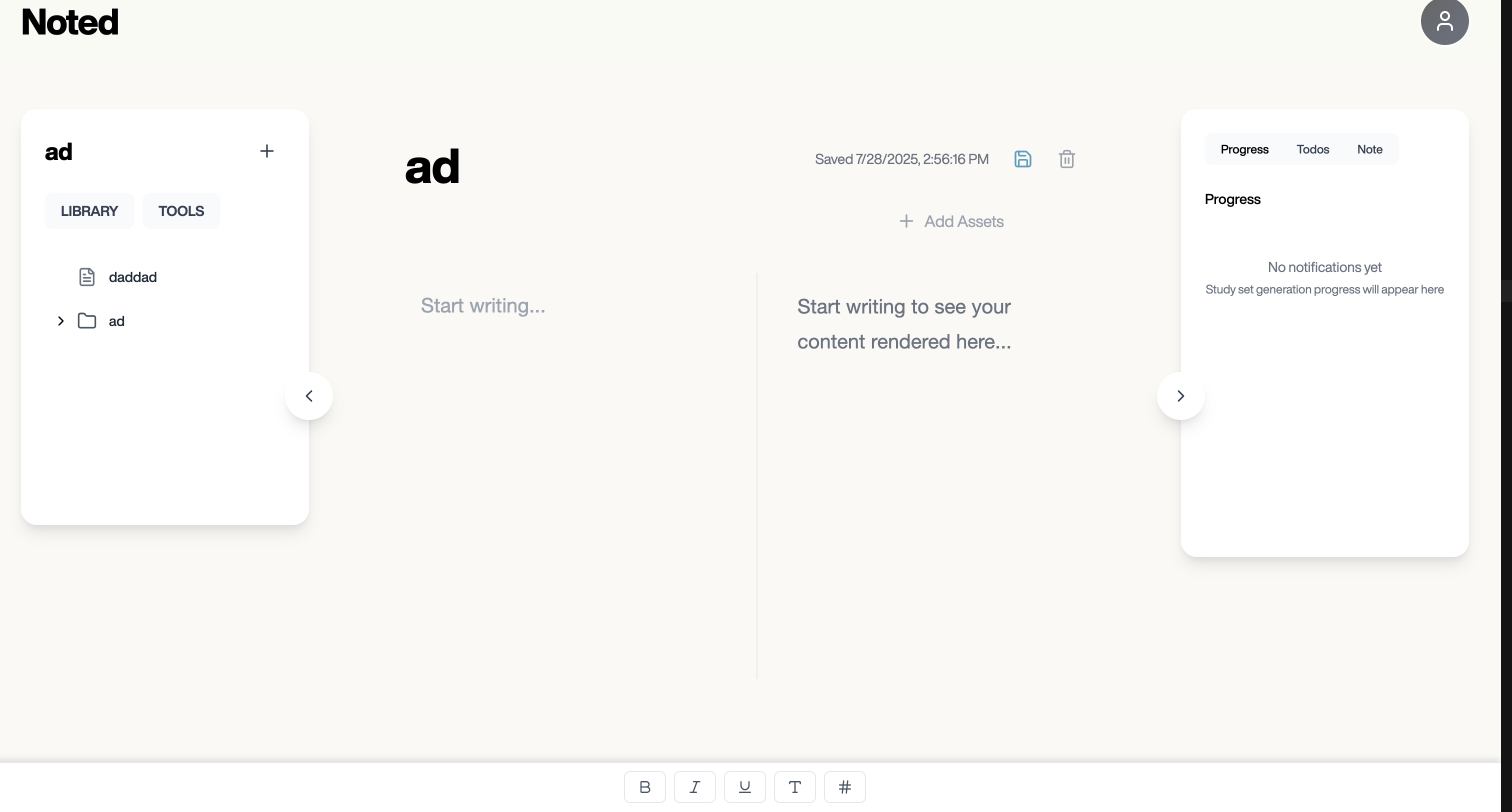 Noted
ad
LIBRARY
TOOLS
daddad
ad
ad
Saved 7/28/2025, 2:56:16 PM
Add Assets
Start writing...
Start writing to see your
content rendered here...
Progress
Todos
Note
Progress
No notifications yet
Study set generation progress will appear here
B
I
U
T
#